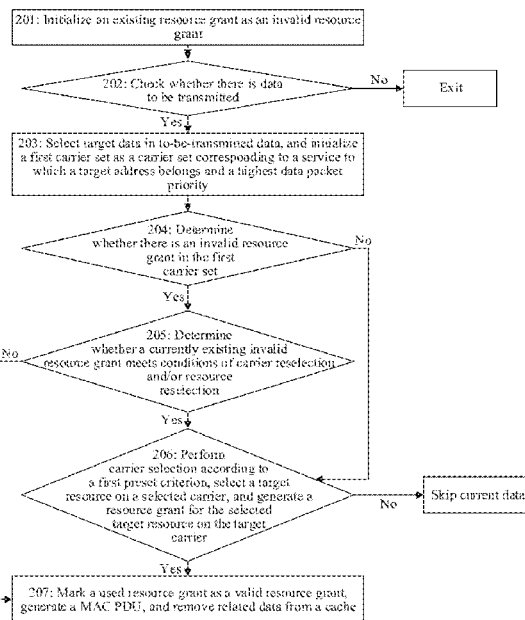 201: Initialize an existing resource grant as an invalid resource
grant
202: Check whether there is data
to be transmitted
No
Exit
Yes
203: Select target data in to-be-transmitted data, and initialize
a first carrier set as a carrier set corresponding to a service to
which a target address belongs and a highest data packet
priority
204: Determine
whether there is an invalid resource
grant in the first
carrier set
No
Yes
205: Determine
whether a currently existing invalid
resource grant meets conditions of carrier reselection
and/or resource
reselection
No
Yes
206: Perform
carrier selection according to
a first preset criterion, select a target
resource on a selected carrier, and generate a
resource grant for the selected
target resource on the target
carrier
No
Skip current data
Yes
207: Mark a used resource grant as a valid resource grant,
generate a MAC PDU, and remove related data from a cache